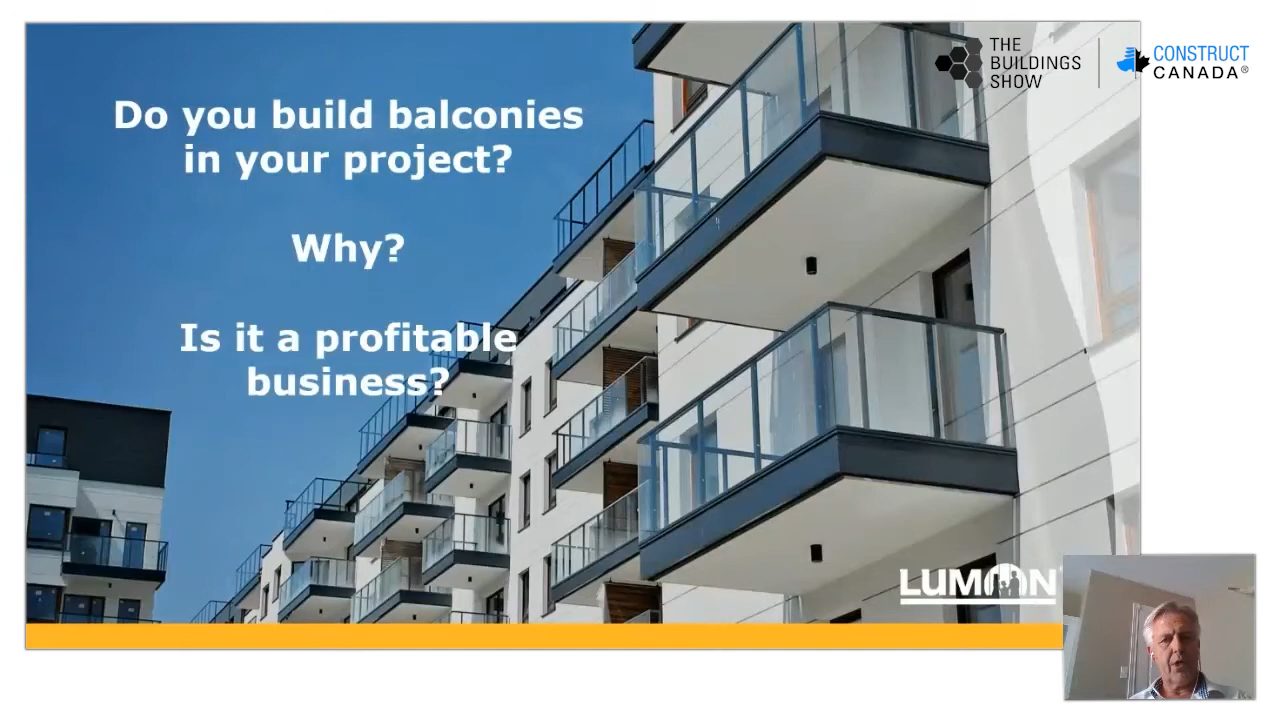 THE
BUILDINGS
SHOW
CONSTRUCT
CANADA®
Do you build balconies
in your project?
Why?
Is it a profitable
business?
LUMON